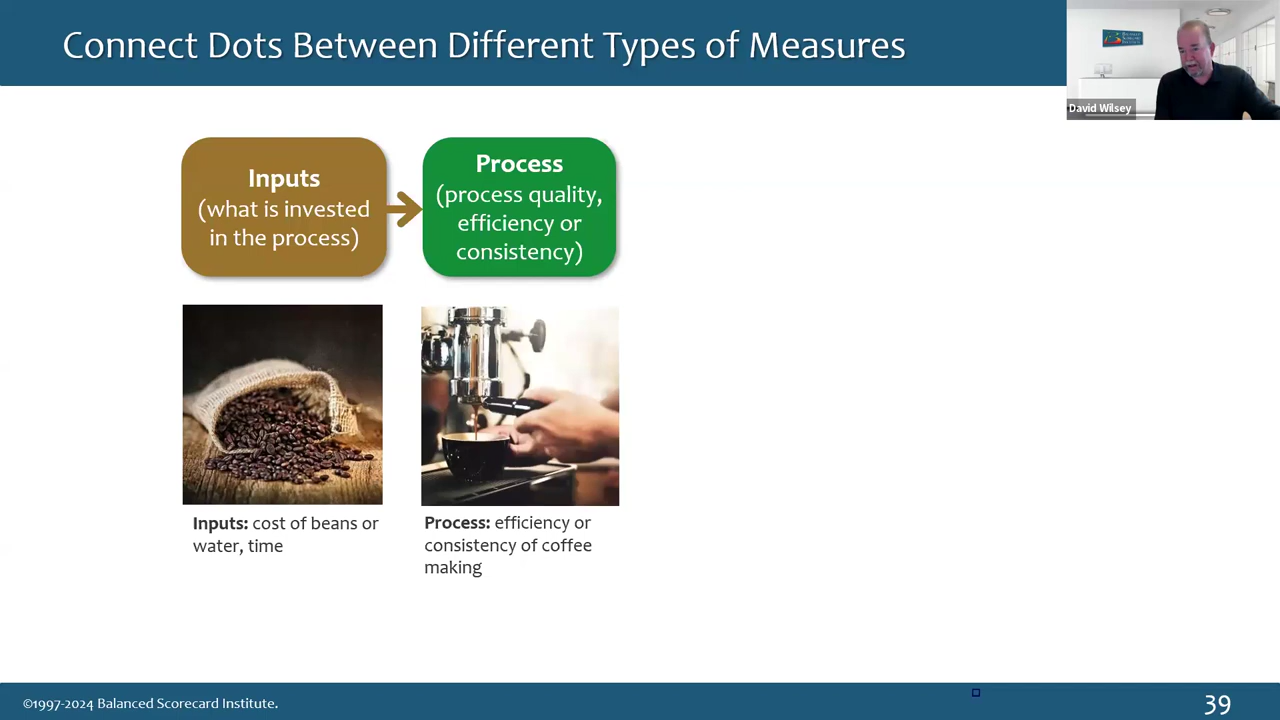 Connect Dots Between Different Types of Measures
David Wilsey
Inputs
(what is invested
in the process)
Process
(process quality,
efficiency or
consistency)
Inputs: cost of beans or
water, time
Process: efficiency or
consistency of coffee
making
©1997-2024 Balanced Scorecard Institute.
39